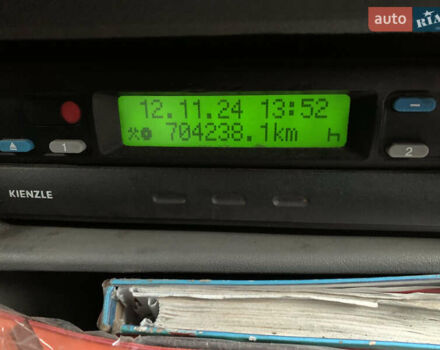 auto RIA
12.11.24 13:52
704238.1km
1
2
KIENZLE